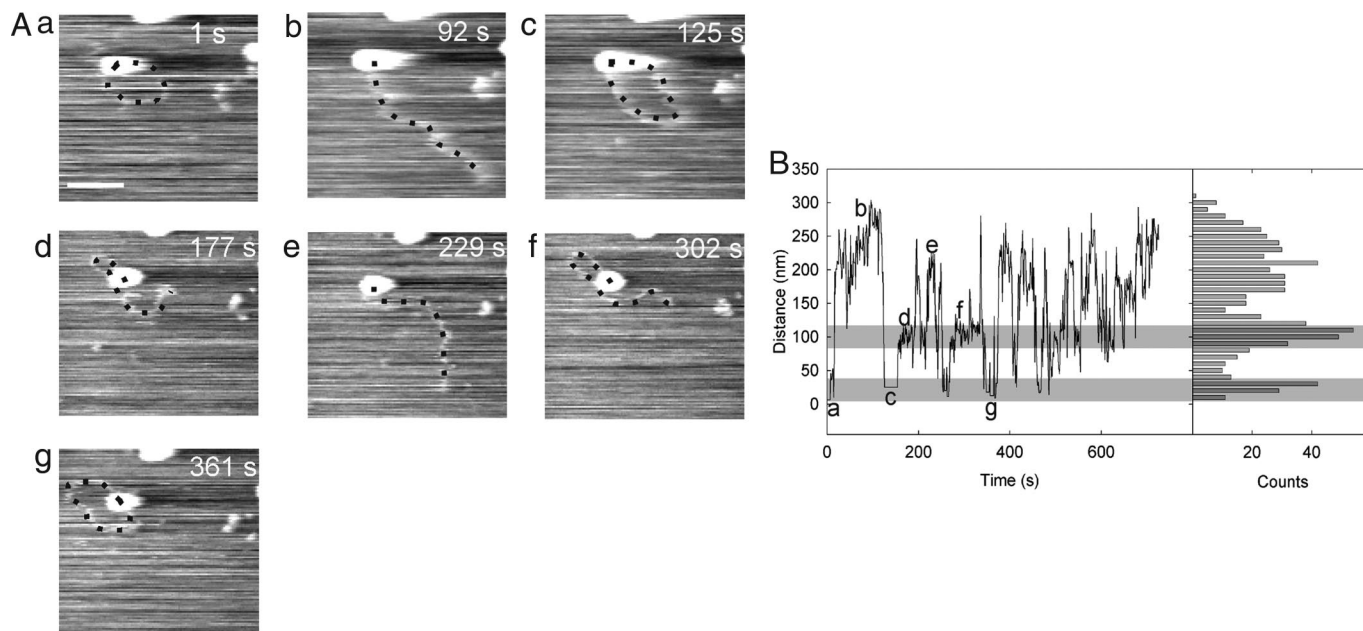 A a 1 s b 92 s c 125 s
d 177 s e 229 s f 302 s
g 361 s
B
350
300
250
200
150
100
50
0
Distance (nm)
b
e
d
f
a
c
g
0 200 400 600 20 40
Time (s) Counts